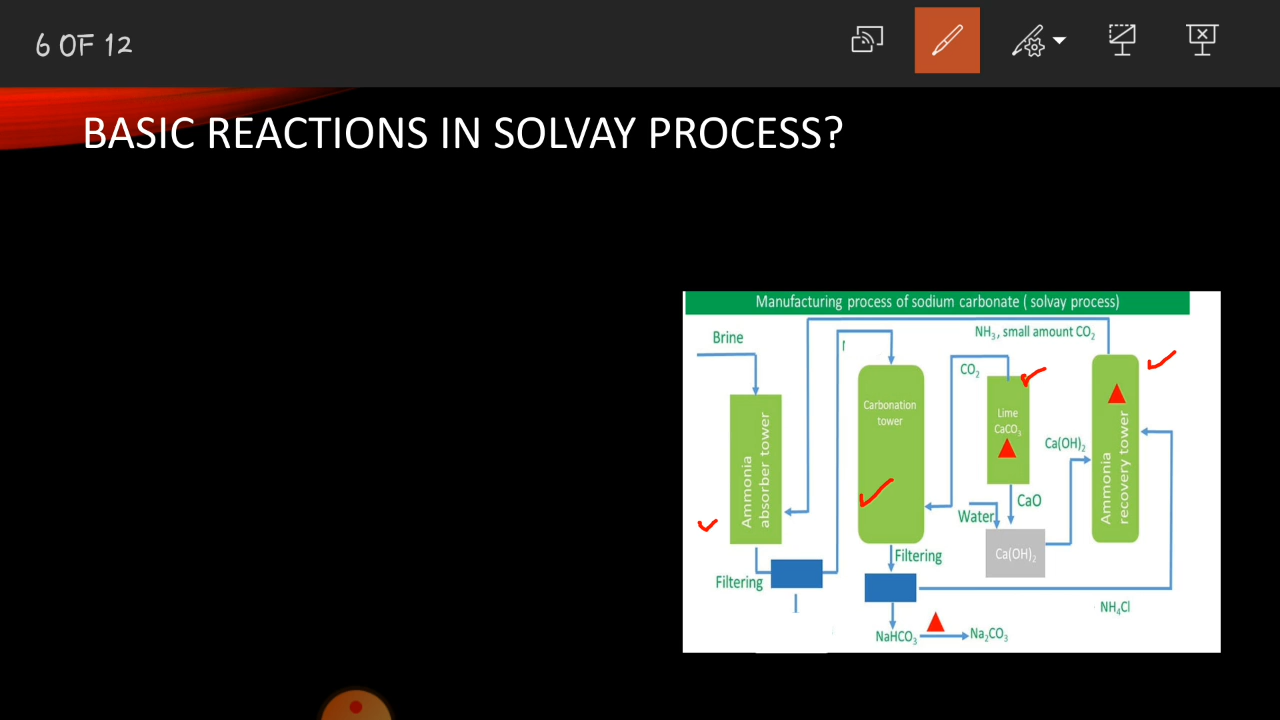 6 OF 12
BASIC REACTIONS IN SOLVAY PROCESS?
Manufacturing process of sodium carbonate ( solvay process)
Brine
NH₃, small amount CO₂
CO₂
Carbonation
tower
Lime
CaCO₃
Ca(OH)₂
Ammonia
absorber tower
Ammonia
recovery tower
CaO
Water
Ca(OH)₂
Filtering
Filtering
NH₄Cl
NaHCO₃
Na₂CO₃